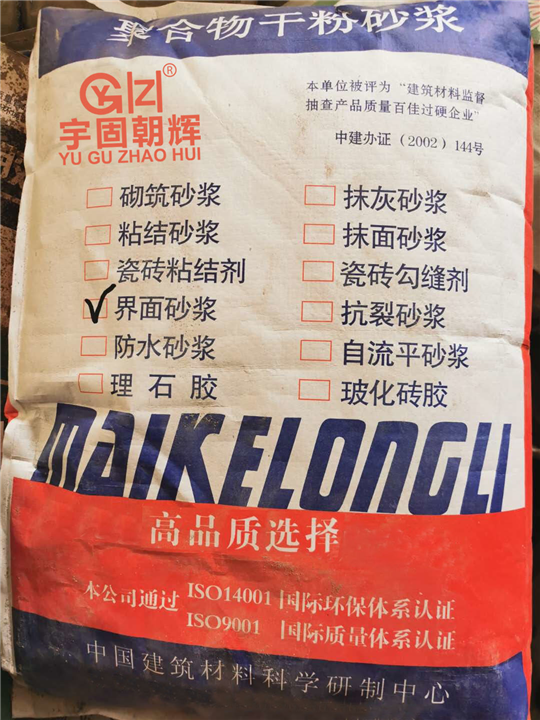 聚合物干粉砂浆
YGZH®
宇固朝辉
YU GU ZHAO HUI
本单位被评为“建筑材料监督
抽查产品质量百佳过硬企业”
中建办证（2002）144号
砌筑砂浆 抹灰砂浆
粘结砂浆 抹面砂浆
瓷砖粘结剂 瓷砖勾缝剂
界面砂浆 抗裂砂浆
防水砂浆 自流平砂浆
理石胶 玻化砖胶
MAIKELONGLI
高品质选择
本公司通过 ISO14001 国际环保体系认证
ISO9001 国际质量体系认证
中国建筑材料科学研制中心